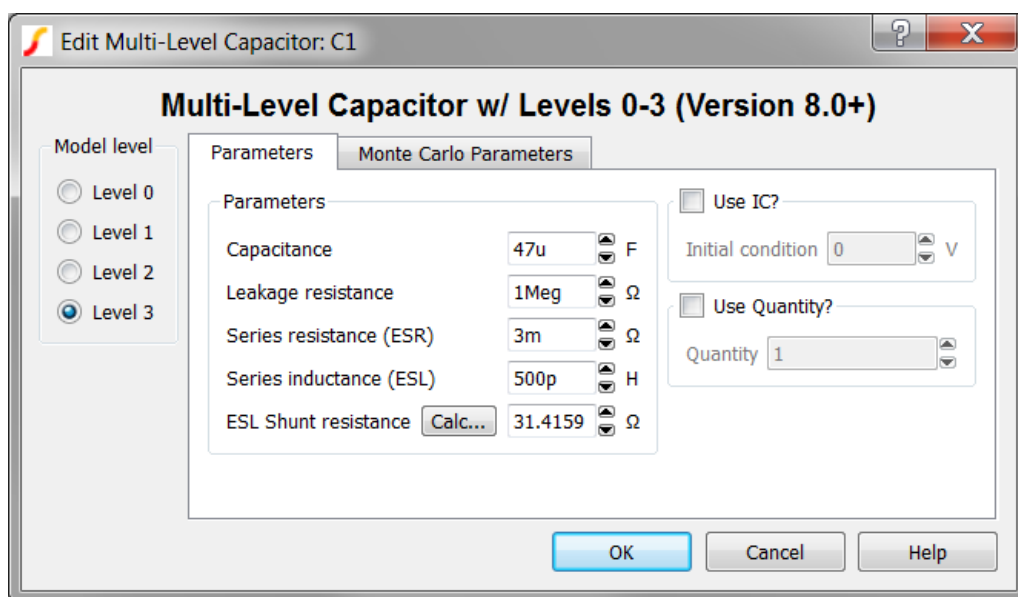 Edit Multi-Level Capacitor: C1
Multi-Level Capacitor w/ Levels 0-3 (Version 8.0+)
Model level
Level 0
Level 1
Level 2
Level 3
Parameters
Monte Carlo Parameters
Parameters
Capacitance 47u F
Leakage resistance 1Meg Ω
Series resistance (ESR) 3m Ω
Series inductance (ESL) 500p H
ESL Shunt resistance Calc... 31.4159 Ω
Use IC?
Initial condition 0 V
Use Quantity?
Quantity 1
OK
Cancel
Help